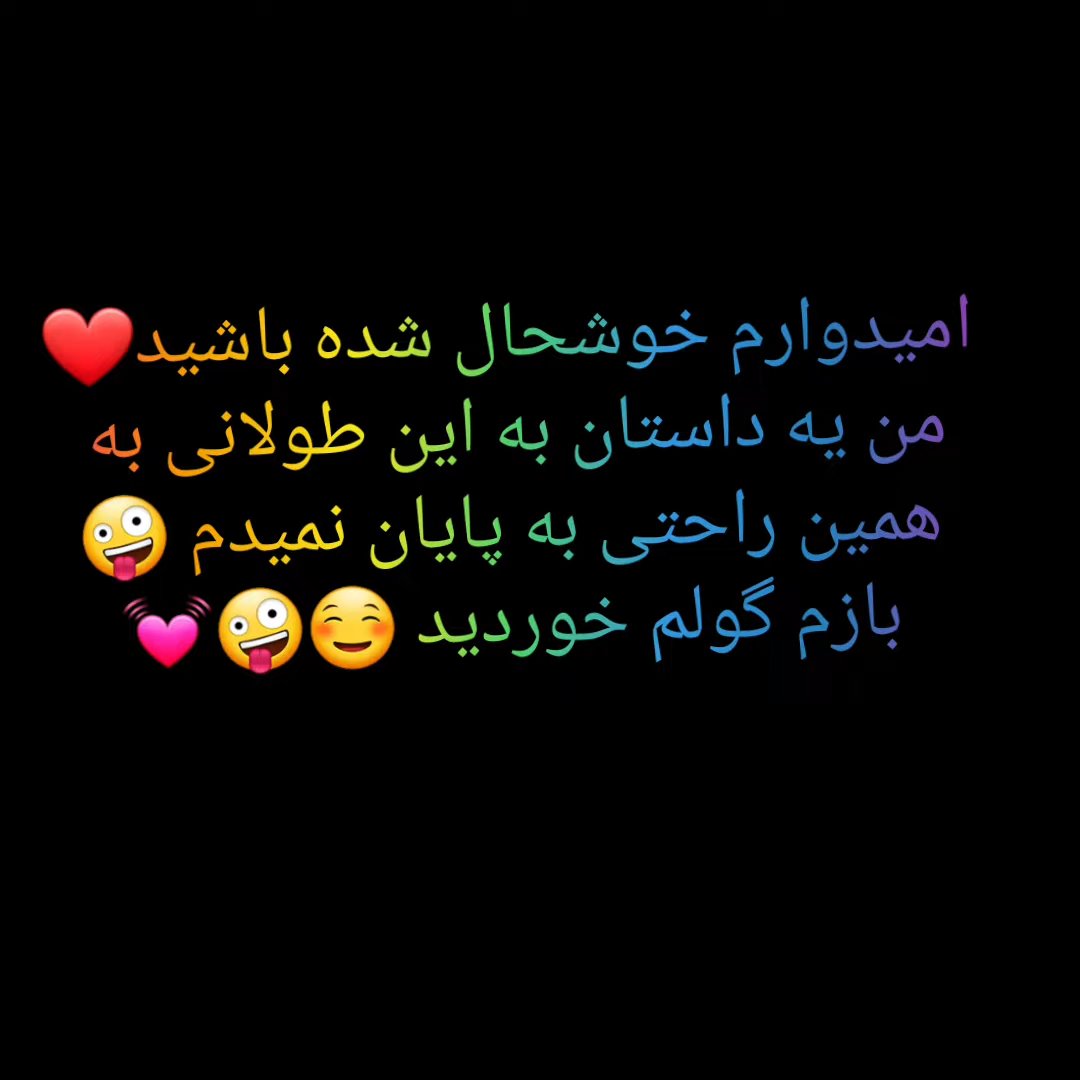 امیدوارم خوشحال شده باشید❤️
من یه داستان به این طولانی به
همین راحتی به پایان نمیدم 🤪
بازم گولم خوردید ☺️🤪💓